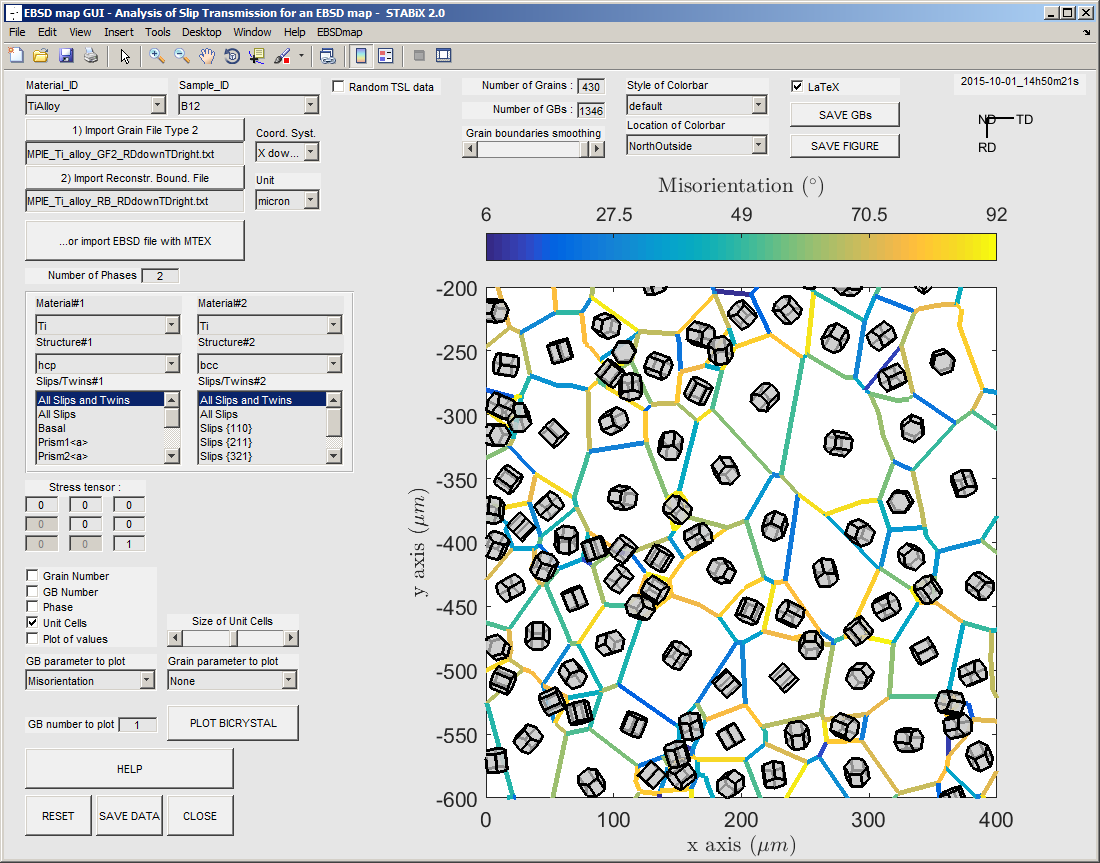 EBSD map GUI - Analysis of Slip Transmission for an EBSD map - STABiX 2.0
File Edit View Insert Tools Desktop Window Help EBSDmap
Material_ID
TiAlloy
Sample_ID
B12
Random TSL data
1) Import Grain File Type 2
MPIE_Ti_alloy_GF2_RDdownTDright.txt
2) Import Reconstr. Bound. File
MPIE_Ti_alloy_RB_RDdownTDright.txt
Coord. Syst.
X dow...
Unit
micron
...or import EBSD file with MTEX
Number of Phases 2
Material#1
Ti
Structure#1
hcp
Slips/Twins#1
All Slips and Twins
All Slips
Basal
Prism1<a>
Prism2<a>
Material#2
Ti
Structure#2
bcc
Slips/Twins#2
All Slips and Twins
All Slips
Slips {110}
Slips {211}
Slips {321}
Stress tensor :
0 0 0
0 0 0
0 0 1
Grain Number
GB Number
Phase
Unit Cells
Plot of values
Size of Unit Cells
GB parameter to plot
Misorientation
Grain parameter to plot
None
GB number to plot 1
PLOT BICRYSTAL
HELP
RESET
SAVE DATA
CLOSE
Number of Grains : 430
Number of GBs : 1346
Grain boundaries smoothing
Style of Colorbar
default
Location of Colorbar
NorthOutside
LaTeX
SAVE GBs
SAVE FIGURE
2015-10-01_14h50m21s
ND TD
RD
Misorientation (°)
6 27.5 49 70.5 92
-200
-250
-300
-350
-400
-450
-500
-550
-600
y axis (μm)
0 100 200 300 400
x axis (μm)